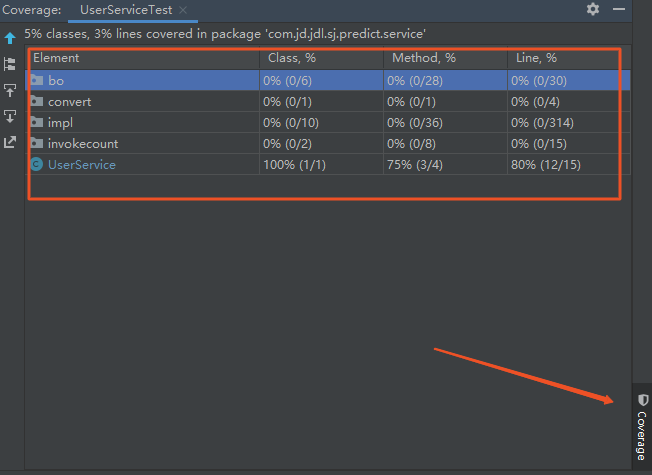 Coverage: UserServiceTest
5% classes, 3% lines covered in package 'com.jd.jdl.sj.predict.service'
Element Class, % Method, % Line, %
bo 0% (0/6) 0% (0/28) 0% (0/30)
convert 0% (0/1) 0% (0/1) 0% (0/4)
impl 0% (0/10) 0% (0/36) 0% (0/314)
invokecount 0% (0/2) 0% (0/8) 0% (0/15)
C UserService 100% (1/1) 75% (3/4) 80% (12/15)
Coverage